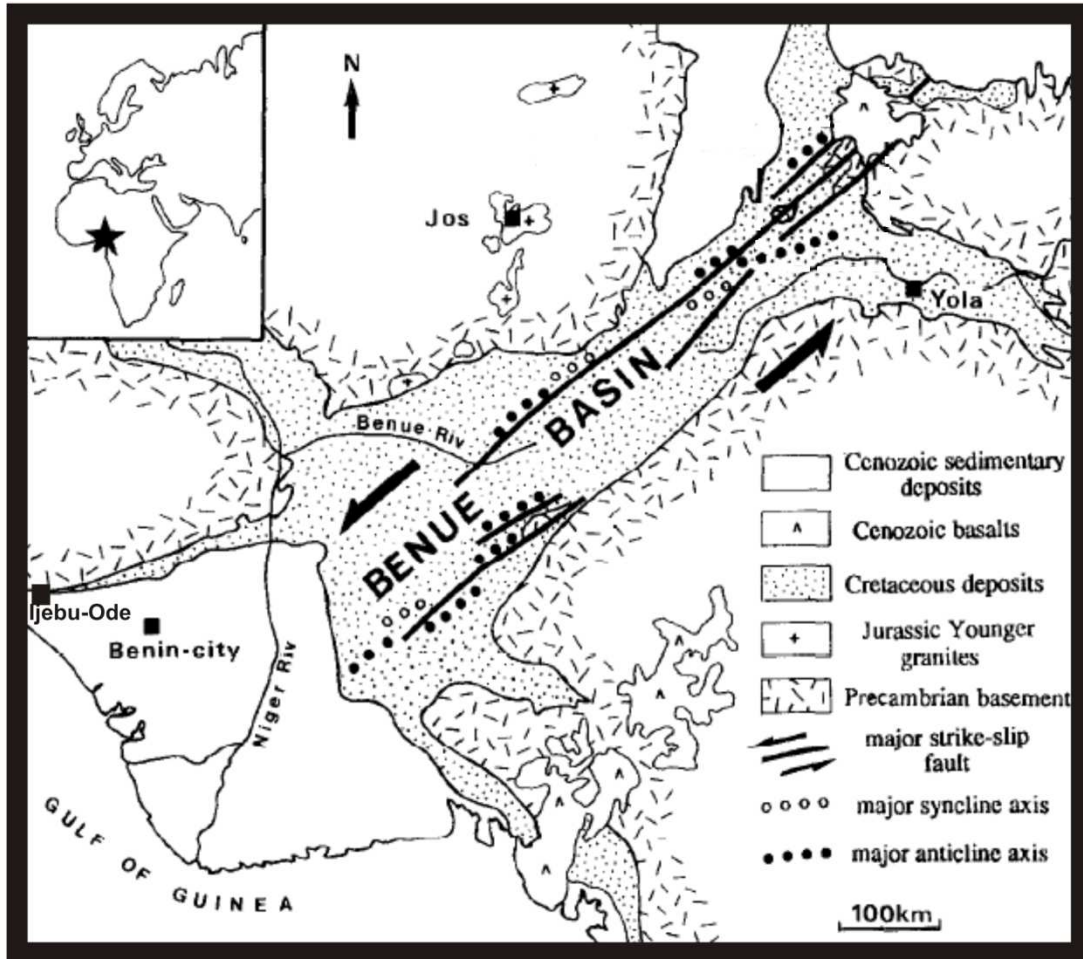 N
Jos
Yola
BENUE BASIN
Benue Riv
Ijebu-Ode
Benin-city
Niger Riv
GULF OF GUINEA
Cenozoic sedimentary
deposits
Cenozoic basalts
Cretaceous deposits
Jurassic Younger
granites
Precambrian basement
major strike-slip
fault
major syncline axis
major anticline axis
100km